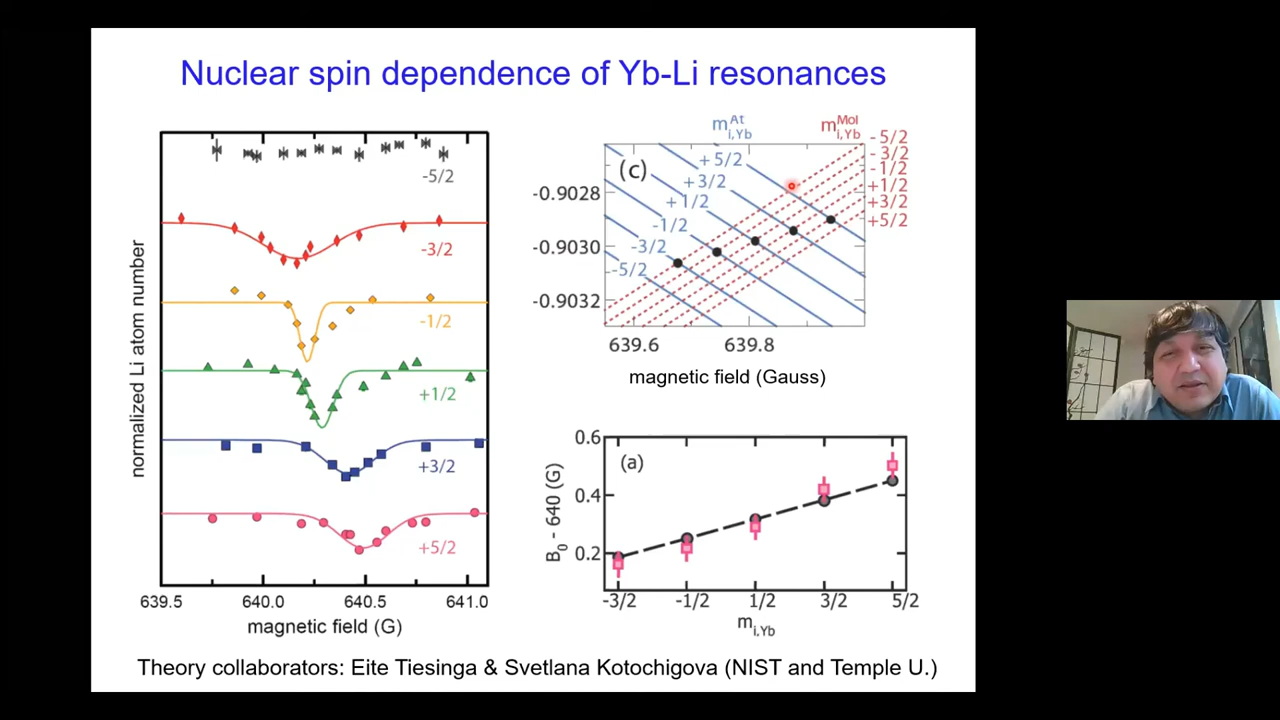 Nuclear spin dependence of Yb-Li resonances
normalized Li atom number
-5/2
-3/2
-1/2
+1/2
+3/2
+5/2
639.5 640.0 640.5 641.0
magnetic field (G)
m_{i,Yb}^{At}
m_{i,Yb}^{Mol}
(c)
-0.9028
-0.9030
-0.9032
+5/2
+3/2
+1/2
-1/2
-3/2
-5/2
- 5/2
- 3/2
-1/2
+1/2
+3/2
+5/2
639.6 639.8
magnetic field (Gauss)
(a)
B_0 - 640 (G)
0.6
0.4
0.2
-3/2 -1/2 1/2 3/2 5/2
m_{i,Yb}
Theory collaborators: Eite Tiesinga & Svetlana Kotochigova (NIST and Temple U.)